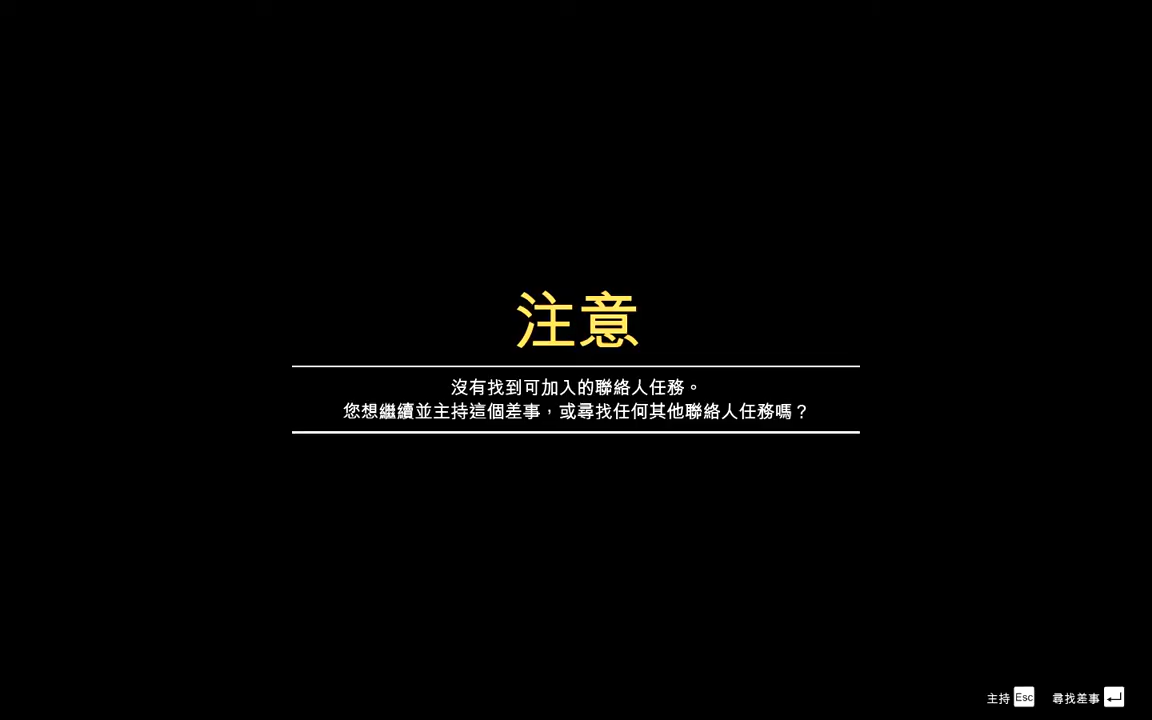 注意
沒有找到可加入的聯絡人任務。
您想繼續並主持這個差事，或尋找任何其他聯絡人任務嗎？
主持 Esc 尋找差事